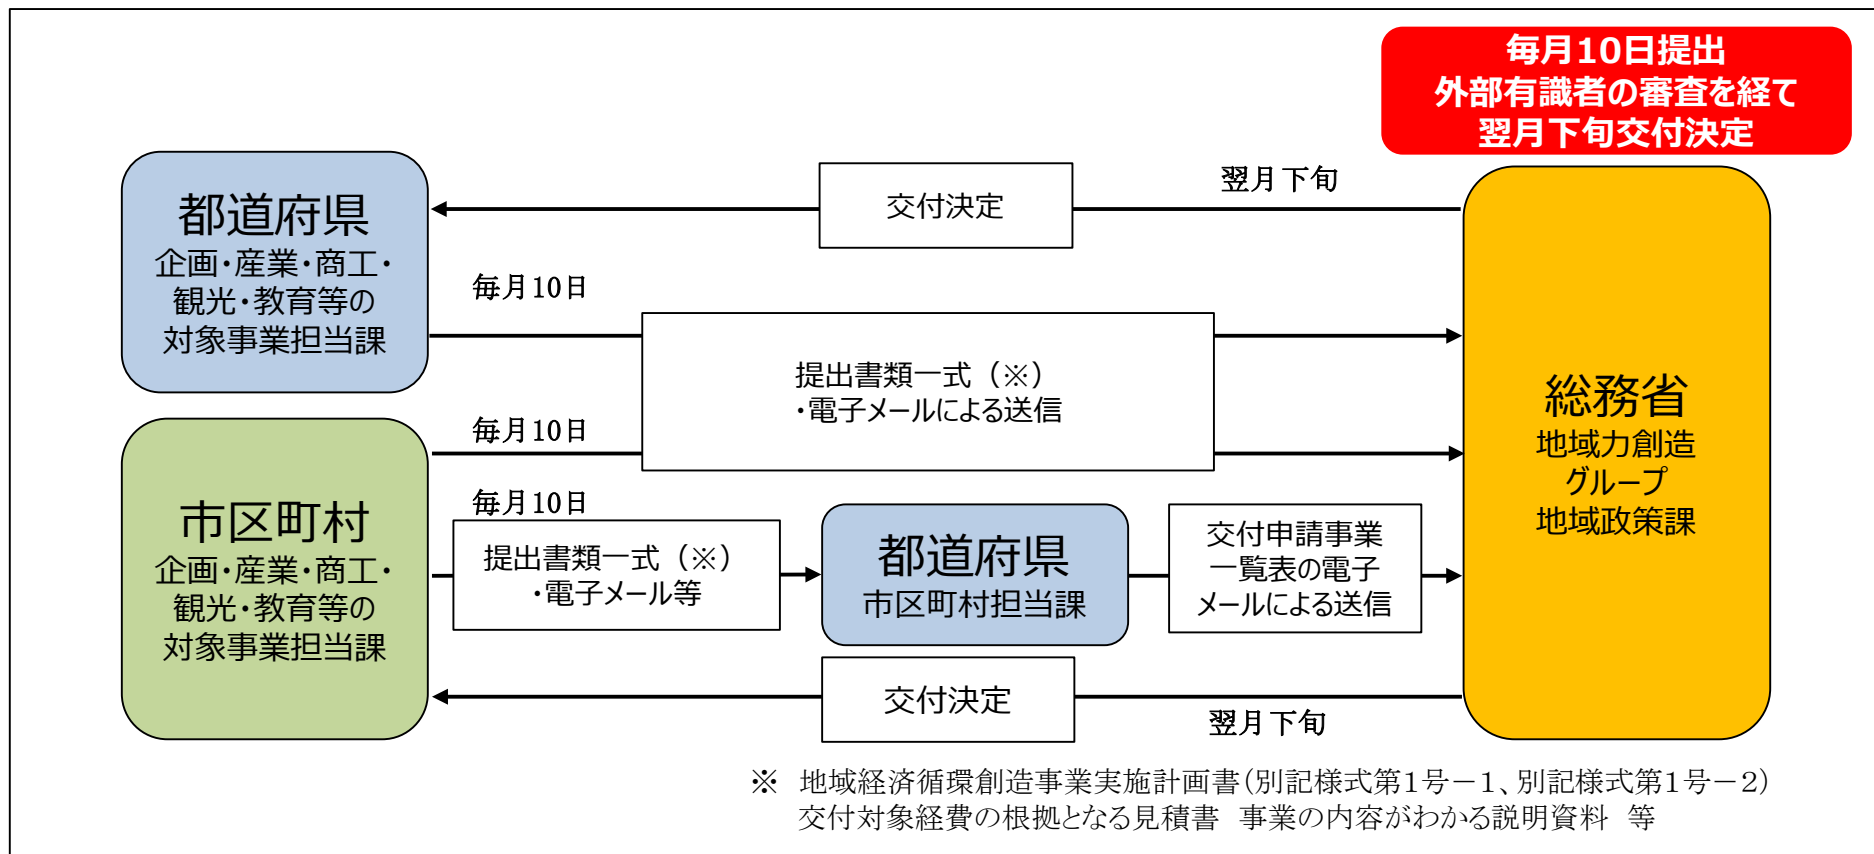 毎月10日提出
外部有識者の審査を経て
翌月下旬交付決定
都道府県
企画・産業・商工・
観光・教育等の
対象事業担当課
交付決定
翌月下旬
毎月10日
提出書類一式（※）
・電子メールによる送信
毎月10日
総務省
地域力創造
グループ
地域政策課
市区町村
企画・産業・商工・
観光・教育等の
対象事業担当課
毎月10日
提出書類一式（※）
・電子メール等
都道府県
市区町村担当課
交付申請事業
一覧表の電子
メールによる送信
交付決定
翌月下旬
※　地域経済循環創造事業実施計画書（別記様式第１号－１、別記様式第１号－２）
交付対象経費の根拠となる見積書　事業の内容がわかる説明資料　等